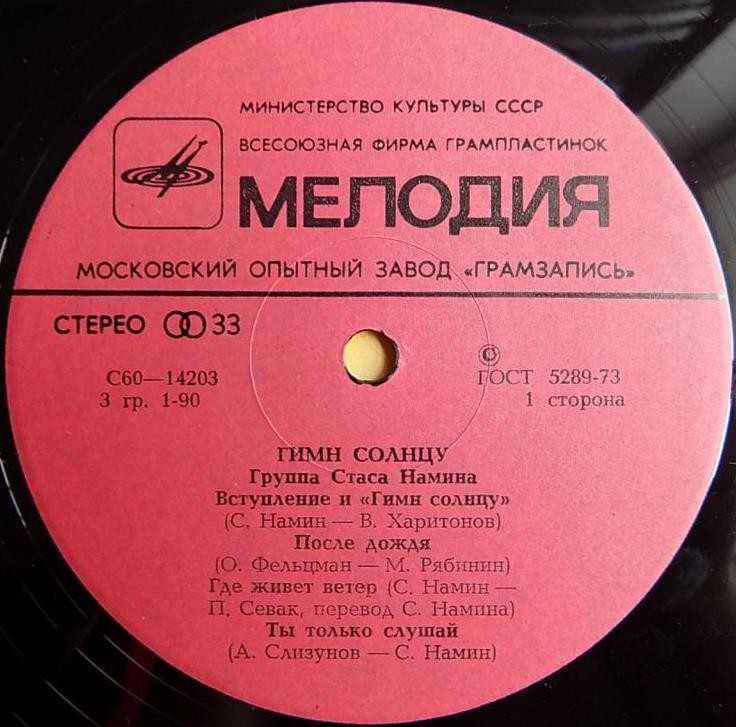 МИНИСТЕРСТВО КУЛЬТУРЫ СССР
ВСЕСОЮЗНАЯ ФИРМА ГРАМПЛАСТИНОК
МЕЛОДИЯ
МОСКОВСКИЙ ОПЫТНЫЙ ЗАВОД «ГРАМЗАПИСЬ»
СТЕРЕО 33
С60—14203
3 гр. 1-90
©
ГОСТ 5289-73
1 сторона
ГИМН СОЛНЦУ
Группа Стаса Намина
Вступление и «Гимн солнцу»
(С. Намин — В. Харитонов)
После дождя
(О. Фельцман — М. Рябинин)
Где живет ветер (С. Намин —
П. Севак, перевод С. Намина)
Ты только слушай
(А. Слизунов — С. Намин)